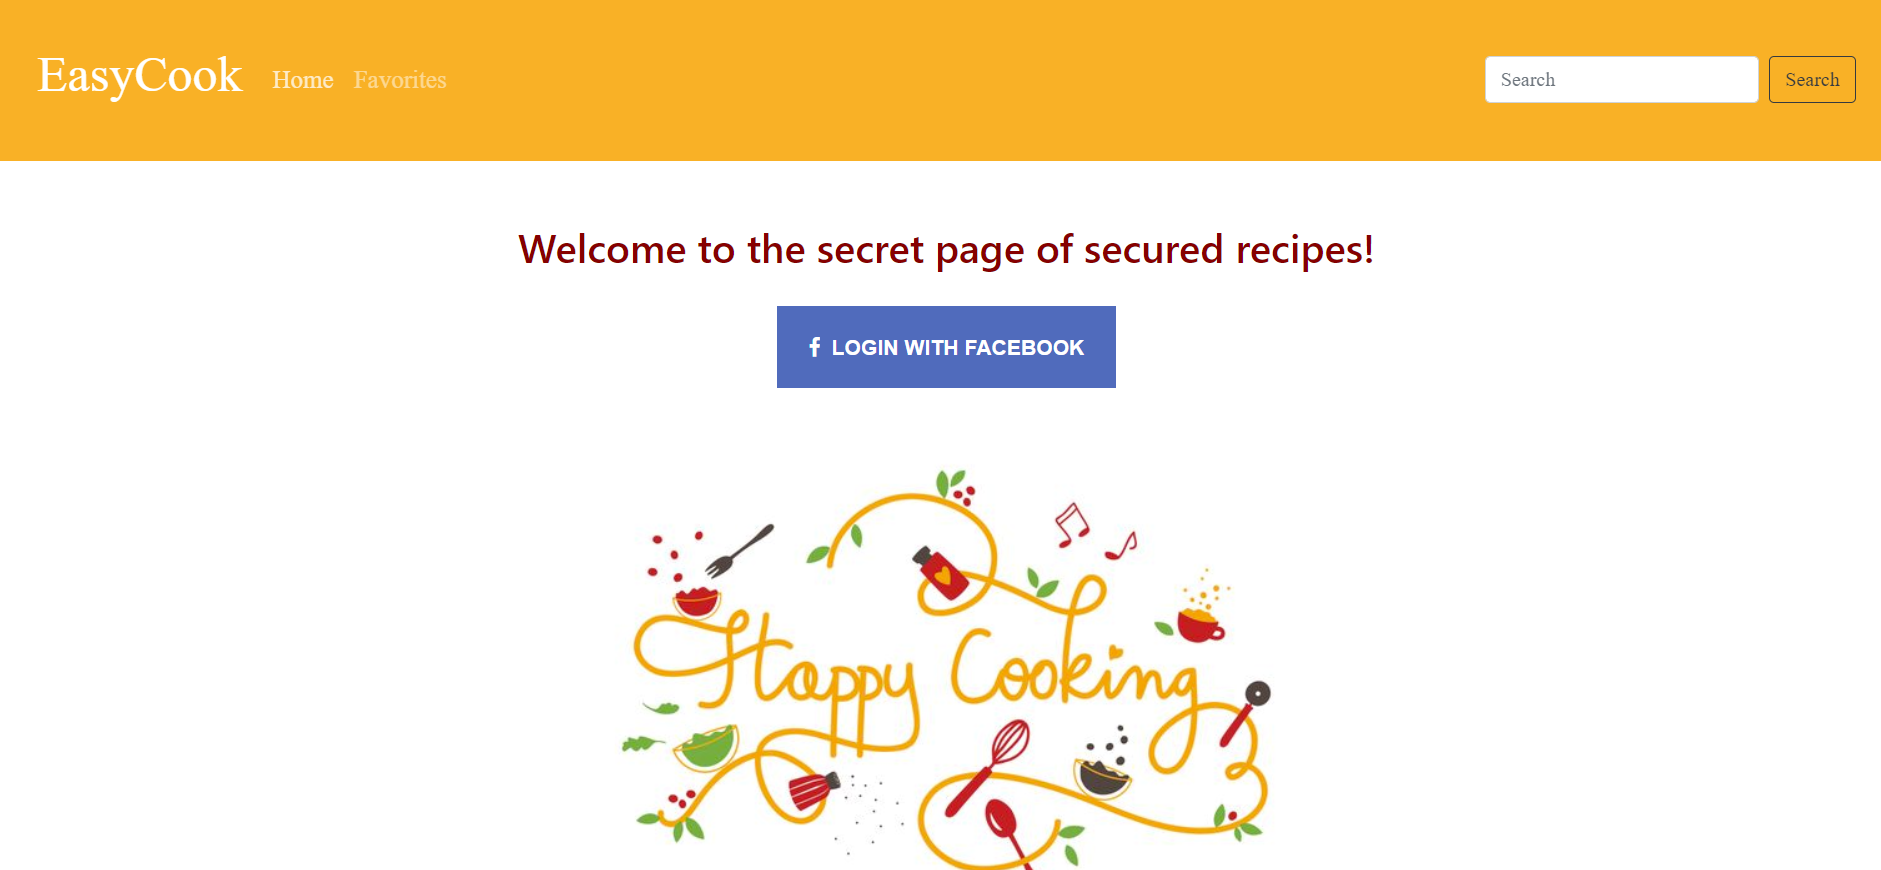 EasyCook Home Favorites Search Search
Welcome to the secret page of secured recipes!
f LOGIN WITH FACEBOOK
Happy Cooking